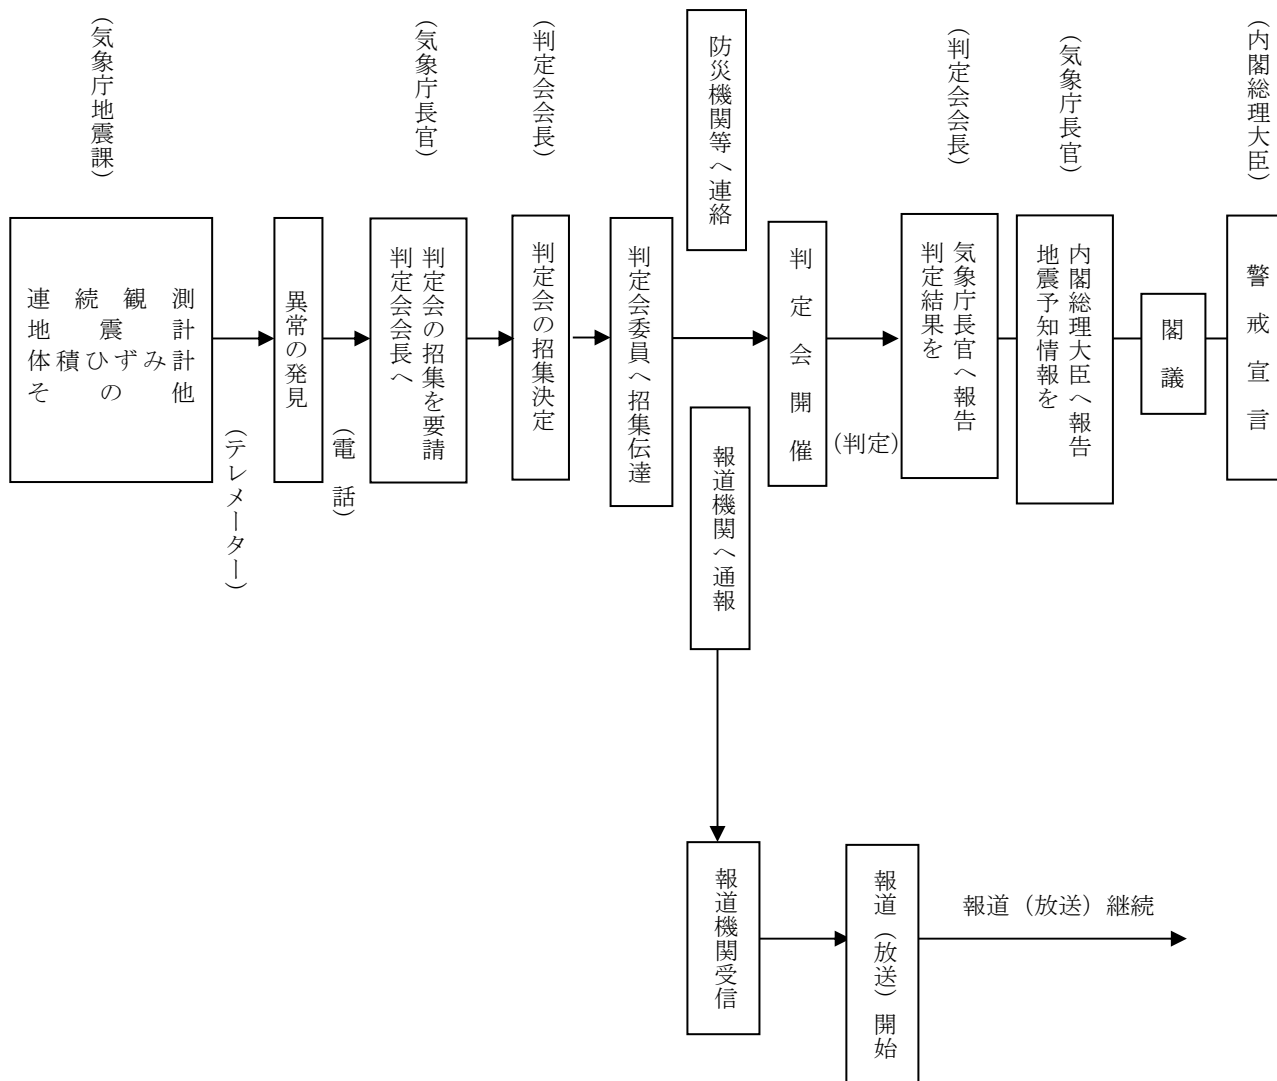 (気象庁地震課)
(気象庁長官)
(判定会会長)
防災機関等へ連絡
(判定会会長)
(気象庁長官)
(内閣総理大臣)
連続観測
地震計
体積ひずみ計
その他
(テレメーター)
異常の発見
(電話)
判定会の招集を要請
判定会会長へ
判定会の招集決定
判定会委員へ招集伝達
報道機関へ通報
判定会開催
(判定)
気象庁長官へ報告
判定結果を
内閣総理大臣へ報告
地震予知情報を
閣議
警戒宣言
報道機関受信
報道(放送)開始
報道(放送)継続